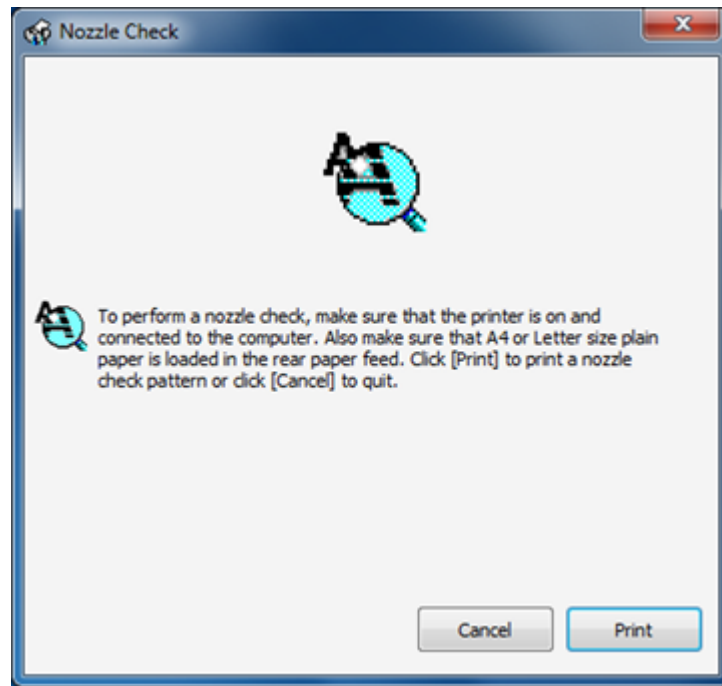 Nozzle Check
To perform a nozzle check, make sure that the printer is on and
connected to the computer. Also make sure that A4 or Letter size plain
paper is loaded in the rear paper feed. Click [Print] to print a nozzle
check pattern or click [Cancel] to quit.
Cancel
Print